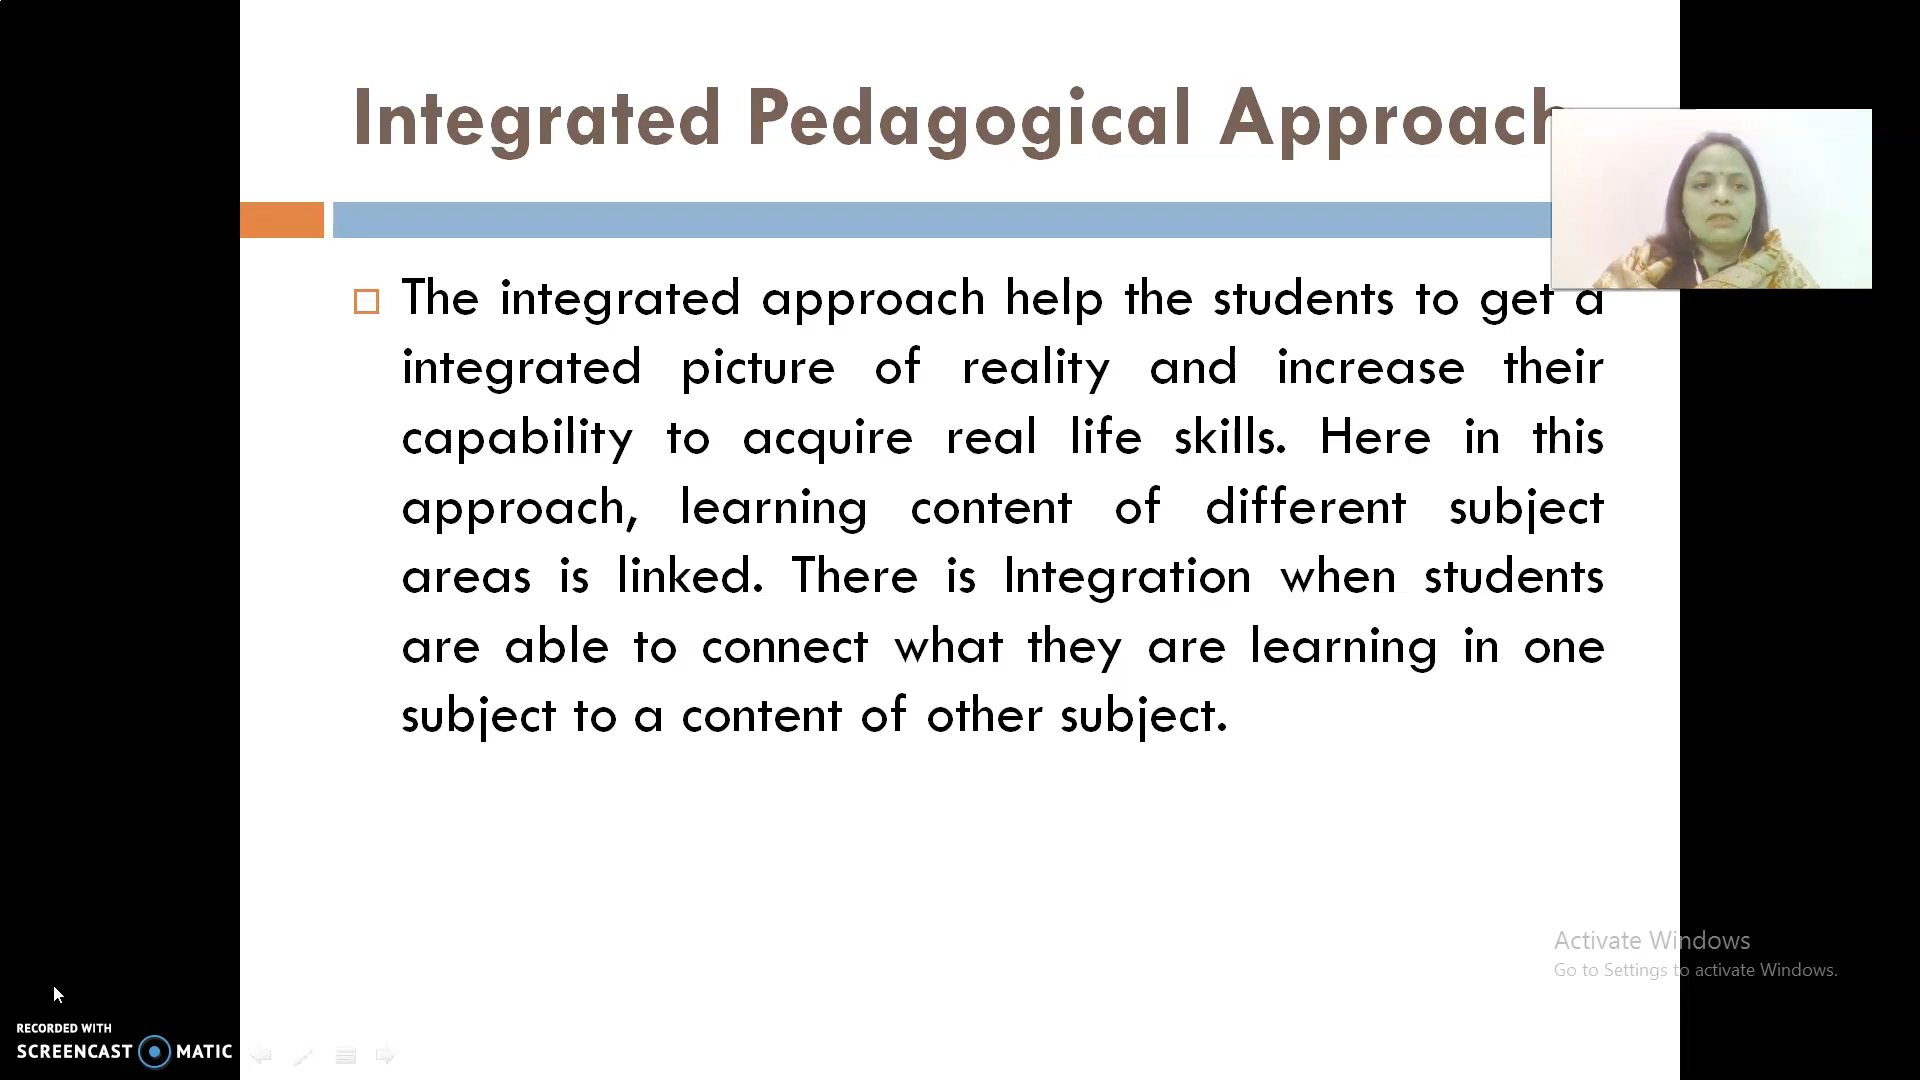 Integrated Pedagogical Approach
The integrated approach help the students to get a
integrated picture of reality and increase their
capability to acquire real life skills. Here in this
approach, learning content of different subject
areas is linked. There is Integration when students
are able to connect what they are learning in one
subject to a content of other subject.
Activate Windows
Go to Settings to activate Windows.
RECORDED WITH
SCREENCAST MATIC